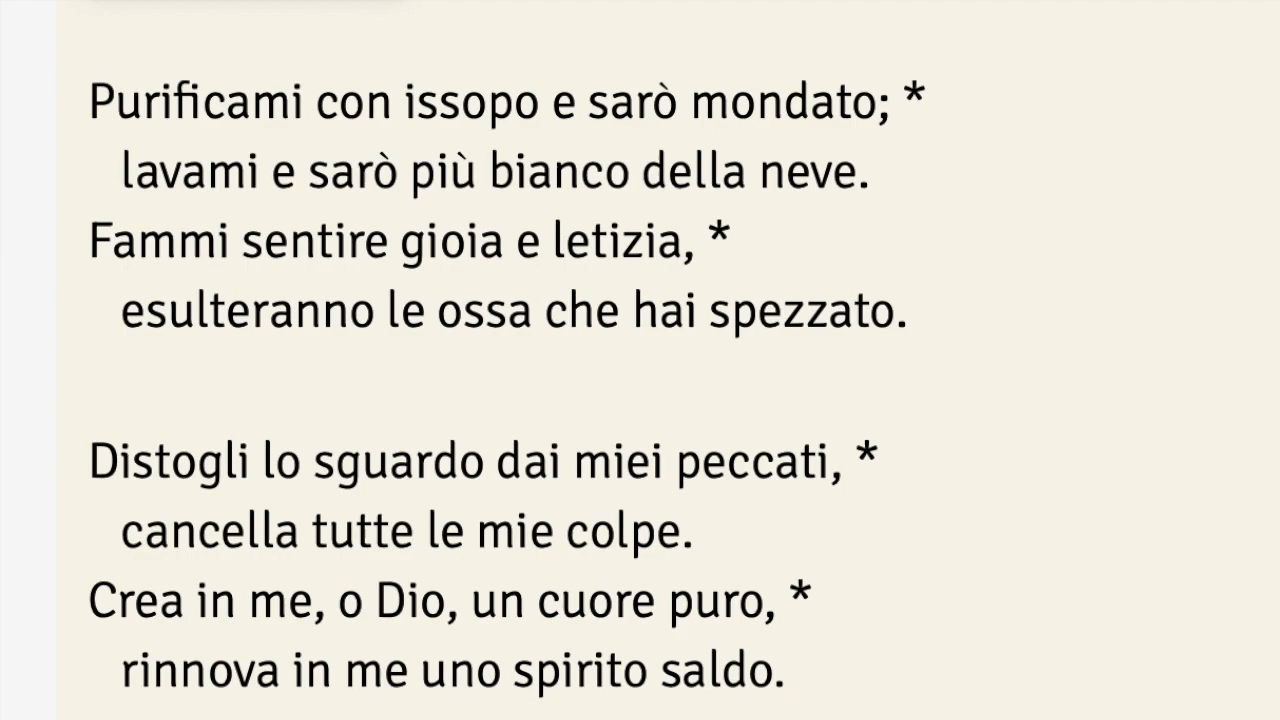 Purificami con issopo e sarò mondato; *
lavami e sarò più bianco della neve.
Fammi sentire gioia e letizia, *
esulteranno le ossa che hai spezzato.
Distogli lo sguardo dai miei peccati, *
cancella tutte le mie colpe.
Crea in me, o Dio, un cuore puro, *
rinnova in me uno spirito saldo.